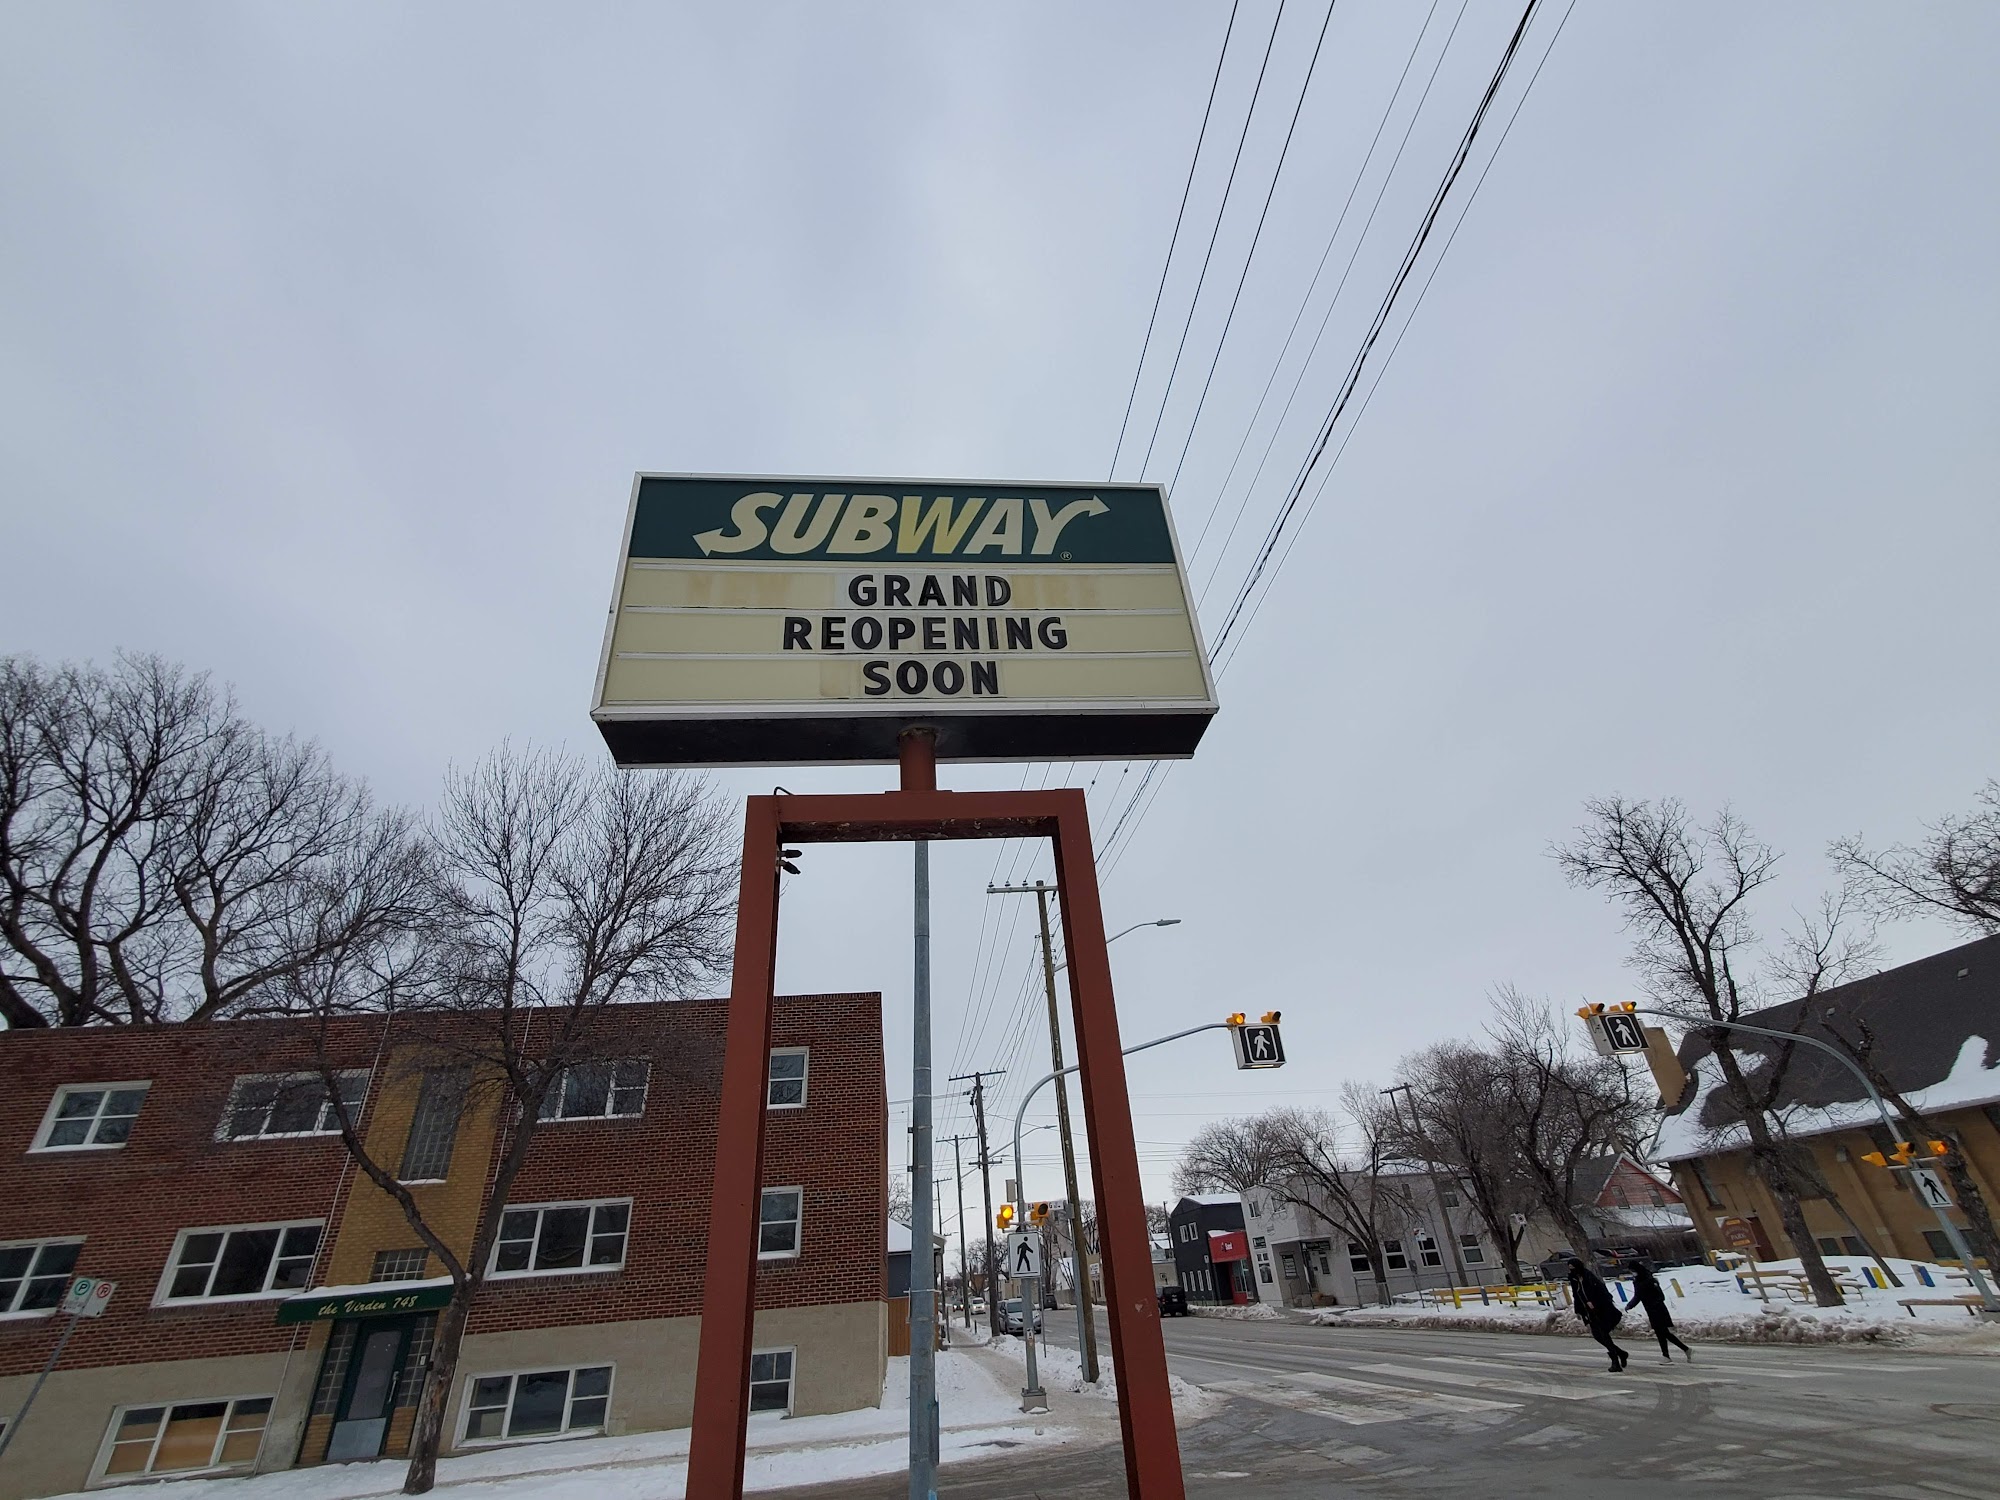 SUBWAY®
GRAND
REOPENING
SOON
the Virden 748
P